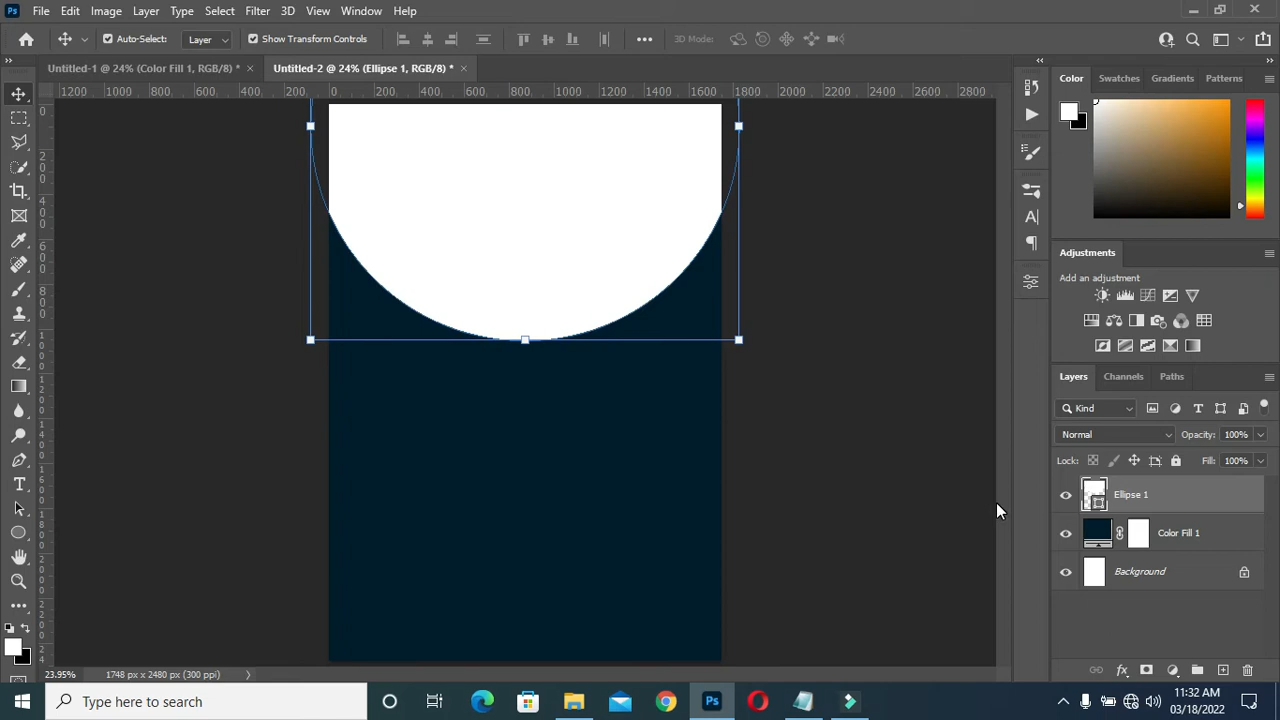 Ps File Edit Image Layer Type Select Filter 3D View Window Help
Auto-Select: Layer Show Transform Controls 3D Mode:
Untitled-1 @ 24% (Color Fill 1, RGB/8) * Untitled-2 @ 24% (Ellipse 1, RGB/8) *
1200 1000 800 600 400 200 0 200 400 600 800 1000 1200 1400 1600 1800 2000 2200 2400 2600 2800
Color Swatches Gradients Patterns
Adjustments
Add an adjustment
Layers Channels Paths
Kind
Normal Opacity: 100%
Lock: Fill: 100%
Ellipse 1
Color Fill 1
Background
23.95% 1748 px x 2480 px (300 ppi)
Type here to search
Ps
11:32 AM
03/18/2022